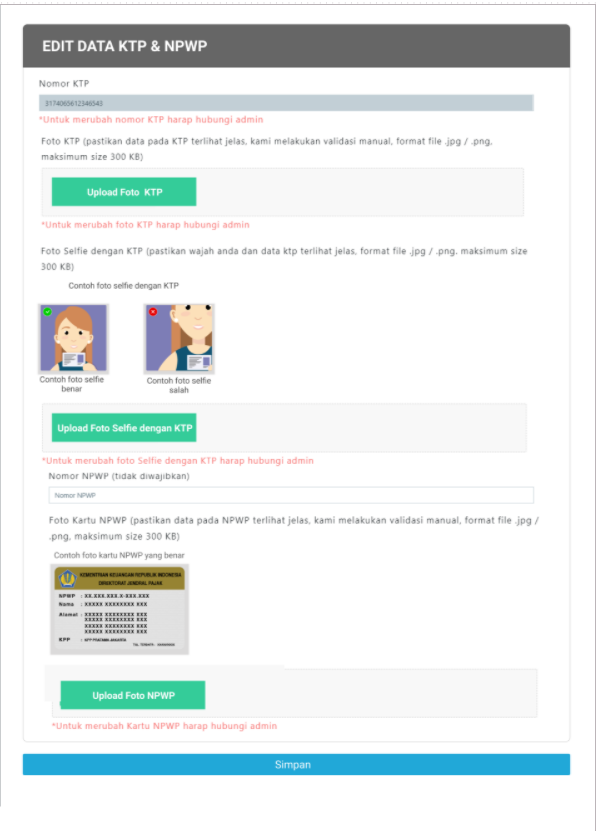 EDIT DATA KTP & NPWP
Nomor KTP
3174065612346543
*Untuk merubah nomor KTP harap hubungi admin
Foto KTP (pastikan data pada KTP terlihat jelas, kami melakukan validasi manual, format file .jpg / .png,
maksimum size 300 KB)
Upload Foto KTP
*Untuk merubah foto KTP harap hubungi admin
Foto Selfie dengan KTP (pastikan wajah anda dan data ktp terlihat jelas, format file .jpg / .png, maksimum size
300 KB)
Contoh foto selfie dengan KTP
Contoh foto selfie
benar
Contoh foto selfie
salah
Upload Foto Selfie dengan KTP
*Untuk merubah foto Selfie dengan KTP harap hubungi admin
Nomor NPWP (tidak diwajibkan)
Nomor NPWP
Foto Kartu NPWP (pastikan data pada NPWP terlihat jelas, kami melakukan validasi manual, format file .jpg /
.png, maksimum size 300 KB)
Contoh foto kartu NPWP yang benar
KEMENTRIAN KEUANGAN REPUBLIK INDONESIA
DIREKTORAT JENDRAL PAJAK
NPWP : XX.XXX.XXX.X-XXX.XXX
Nama : XXXXX XXXXXXXX XXX
Alamat : XXXXX XXXXXXXX XXX
XXXXX XXXXXXXX XXX
XXXXX XXXXXXXX XXX
XXXXX XXXXXXXX XXX
KPP : KPP PRATAMA JAKARTA
Upload Foto NPWP
*Untuk merubah Kartu NPWP harap hubungi admin
Simpan